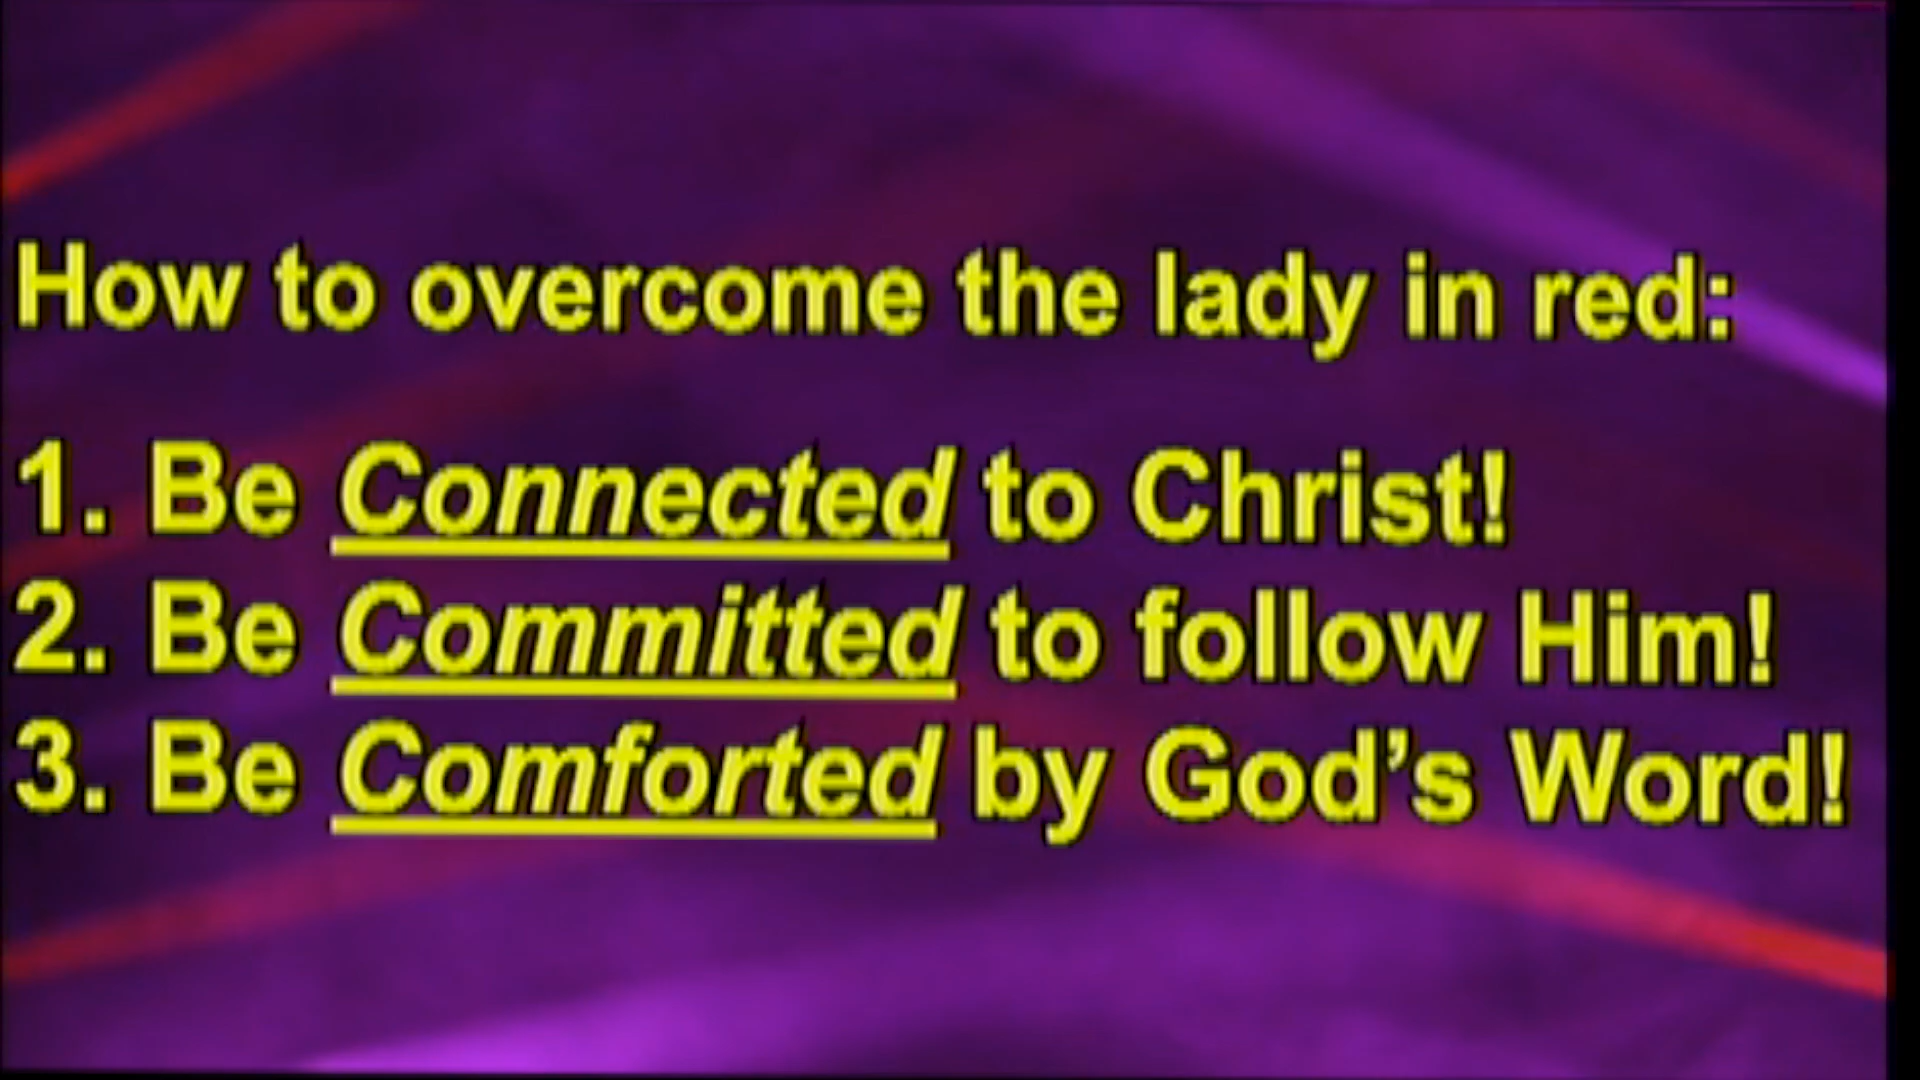 How to overcome the lady in red:
1. Be Connected to Christ!
2. Be Committed to follow Him!
3. Be Comforted by God’s Word!